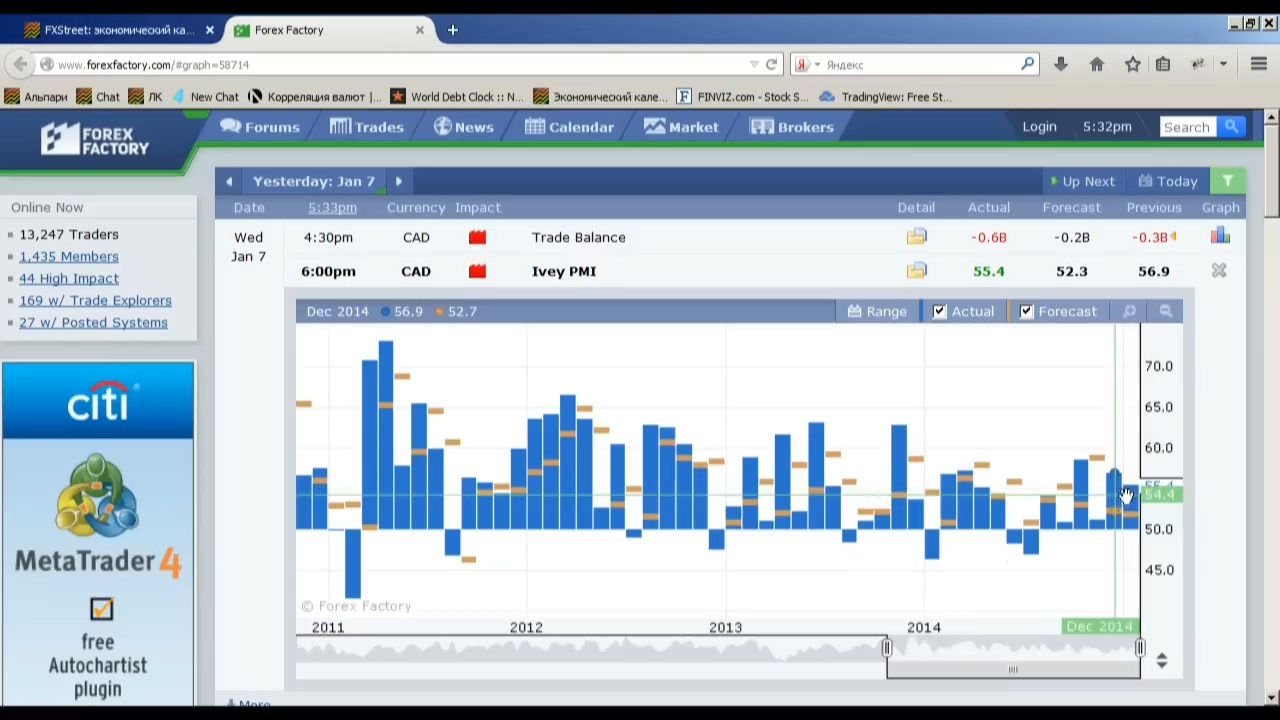 FXStreet: экономический ка...
Forex Factory
www.forexfactory.com/#graph=58714
Яндекс
Альпари
Chat
ЛК
New Chat
Корреляция валют |...
World Debt Clock :: N...
Экономический кале...
FINVIZ.com - Stock S...
TradingView: Free St...
FOREX
FACTORY
Forums
Trades
News
Calendar
Market
Brokers
Login
5:32pm
Search
Yesterday: Jan 7
Up Next
Today
Date
5:33pm
Currency
Impact
Detail
Actual
Forecast
Previous
Graph
Wed
Jan 7
4:30pm
CAD
Trade Balance
-0.6B
-0.2B
-0.3B
6:00pm
CAD
Ivey PMI
55.4
52.3
56.9
Online Now
13,247 Traders
1,435 Members
44 High Impact
169 w/ Trade Explorers
27 w/ Posted Systems
Dec 2014
56.9
52.7
Range
Actual
Forecast
70.0
65.0
60.0
54.4
50.0
45.0
© Forex Factory
2011
2012
2013
2014
Dec 2014
More
citi
MetaTrader 4
free
Autochartist
plugin